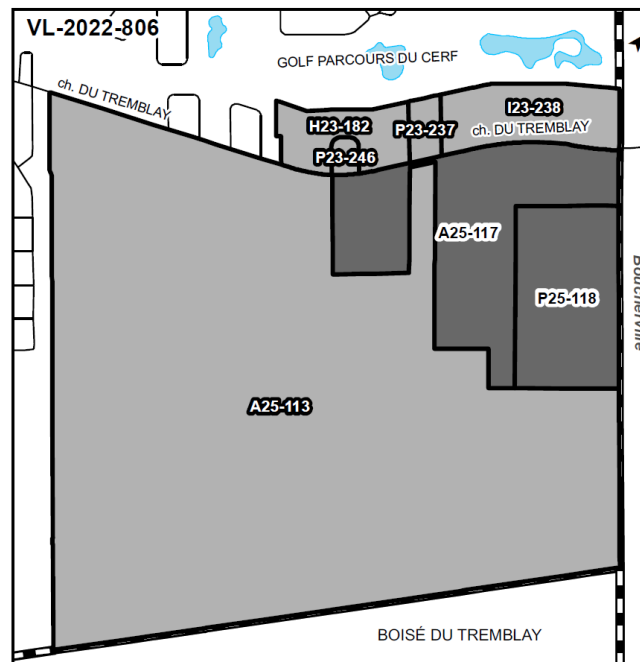 VL-2022-806
GOLF PARCOURS DU CERF
ch. DU TREMBLAY
H23-182
P23-237
I23-238
ch. DU TREMBLAY
P23-246
A25-117
Boucherville
P25-118
A25-113
BOISÉ DU TREMBLAY